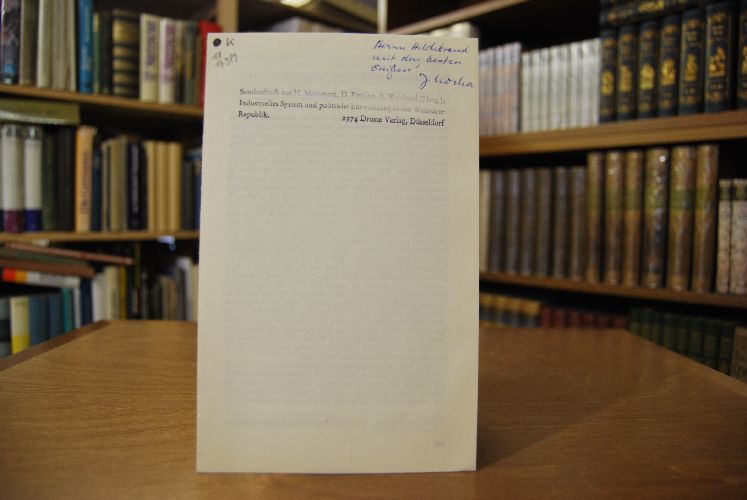 K
Herrn Hildebrand
mit den besten
Grüßen! J Kocka
Sonderdruck aus H. Mommsen, D. Petzina, B. Weisbrod (Hrsg.),
Industrielles System und politische Entwicklung in der Weimarer
Republik. 1974 Droste Verlag, Düsseldorf